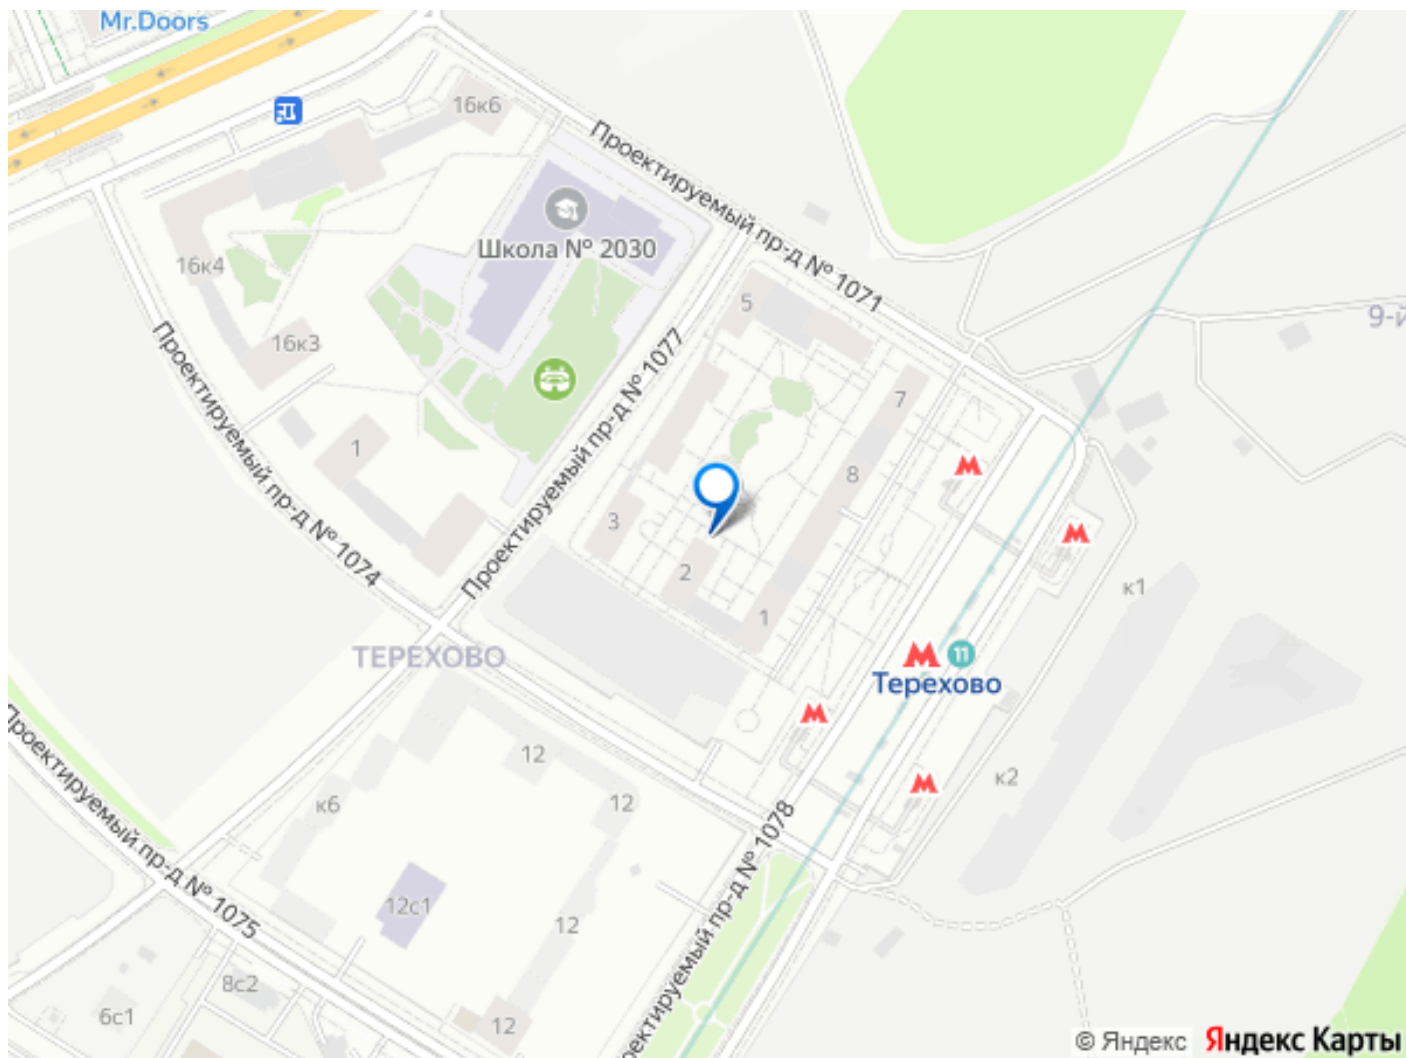 Mr.Doors
16к6
Проектируемый пр-д № 1071
Школа № 2030
16к4
5
9-й
16к3
Проектируемый пр-д № 1077
7
Проектируемый пр-д № 1074
1
8
3
2
к1
1
ТЕРЕХОВО
11
Терехово
12
к2
12
к6
Проектируемый пр-д № 1075
Проектируемый пр-д № 1078
12с1
12
8с2
6с1
12
© Яндекс Яндекс Карты